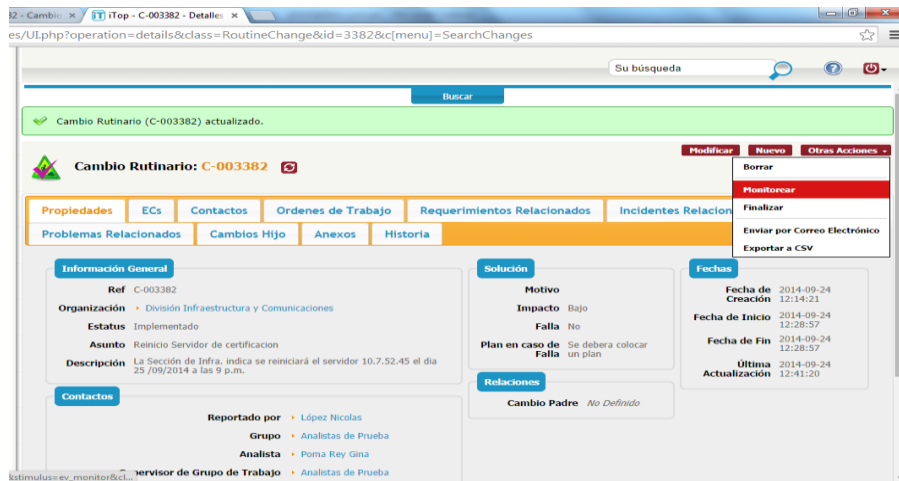 32 - Cambio
iTop - C-003382 - Detalles
es/UI.php?operation=details&class=RoutineChange&id=3382&c[menu]=SearchChanges
Su búsqueda
Buscar
Cambio Rutinario (C-003382) actualizado.
Modificar
Nuevo
Otras Acciones
Cambio Rutinario: C-003382
Borrar
Monitorear
Finalizar
Enviar por Correo Electrónico
Exportar a CSV
Propiedades
ECs
Contactos
Ordenes de Trabajo
Requerimientos Relacionados
Incidentes Relacion
Problemas Relacionados
Cambios Hijo
Anexos
Historia
Información General
Ref C-003382
Organización División Infraestructura y Comunicaciones
Estatus Implementado
Asunto Reinicio Servidor de certificacion
Descripción La Sección de Infra. indica se reiniciará el servidor 10.7.52.45 el dia
25 /09/2014 a las 9 p.m.
Contactos
Reportado por López Nicolas
Grupo Analistas de Prueba
Analista Poma Rey Gina
Supervisor de Grupo de Trabajo Analistas de Prueba
Solución
Motivo
Impacto Bajo
Falla No
Plan en caso de Se debera colocar
Falla un plan
Relaciones
Cambio Padre No Definido
Fechas
Fecha de 2014-09-24
Creación 12:14:21
Fecha de Inicio 2014-09-24
12:28:57
Fecha de Fin 2014-09-24
12:28:57
Última 2014-09-24
Actualización 12:41:20
&stimulus=ev_monitor&cl...